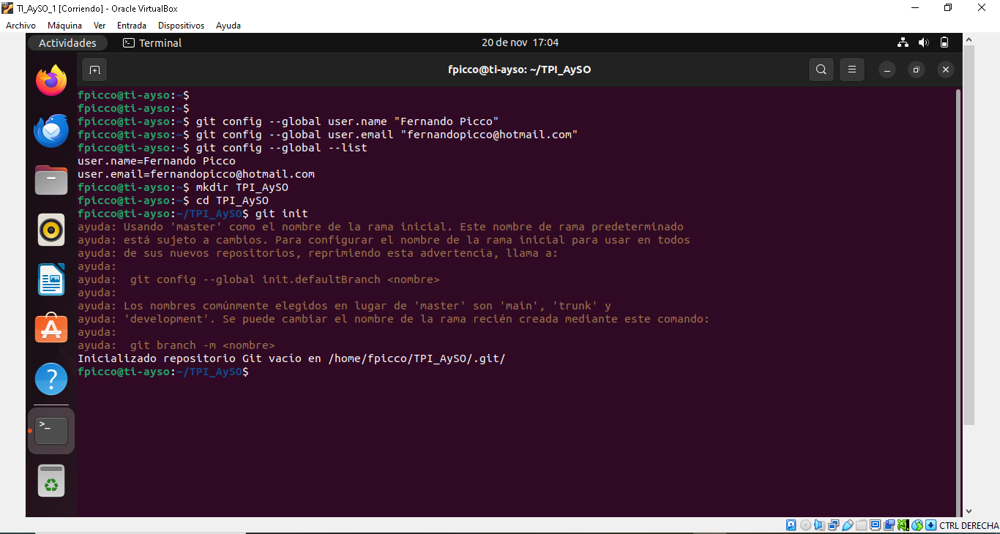 TI_AySO_1 [Corriendo] - Oracle VirtualBox
Archivo Máquina Ver Entrada Dispositivos Ayuda
Actividades Terminal 20 de nov 17:04
fpicco@ti-ayso: ~/TPI_AySO
fpicco@ti-ayso:~$
fpicco@ti-ayso:~$
fpicco@ti-ayso:~$ git config --global user.name "Fernando Picco"
fpicco@ti-ayso:~$ git config --global user.email "fernandopicco@hotmail.com"
fpicco@ti-ayso:~$ git config --global --list
user.name=Fernando Picco
user.email=fernandopicco@hotmail.com
fpicco@ti-ayso:~$ mkdir TPI_AySO
fpicco@ti-ayso:~$ cd TPI_AySO
fpicco@ti-ayso:~/TPI_AySO$ git init
ayuda: Usando 'master' como el nombre de la rama inicial. Este nombre de rama predeterminado
ayuda: está sujeto a cambios. Para configurar el nombre de la rama inicial para usar en todos
ayuda: de sus nuevos repositorios, reprimiendo esta advertencia, llama a:
ayuda:
ayuda:  git config --global init.defaultBranch <nombre>
ayuda:
ayuda: Los nombres comúnmente elegidos en lugar de 'master' son 'main', 'trunk' y
ayuda: 'development'. Se puede cambiar el nombre de la rama recién creada mediante este comando:
ayuda:
ayuda:  git branch -m <nombre>
Inicializado repositorio Git vacío en /home/fpicco/TPI_AySO/.git/
fpicco@ti-ayso:~/TPI_AySO$
CTRL DERECHA